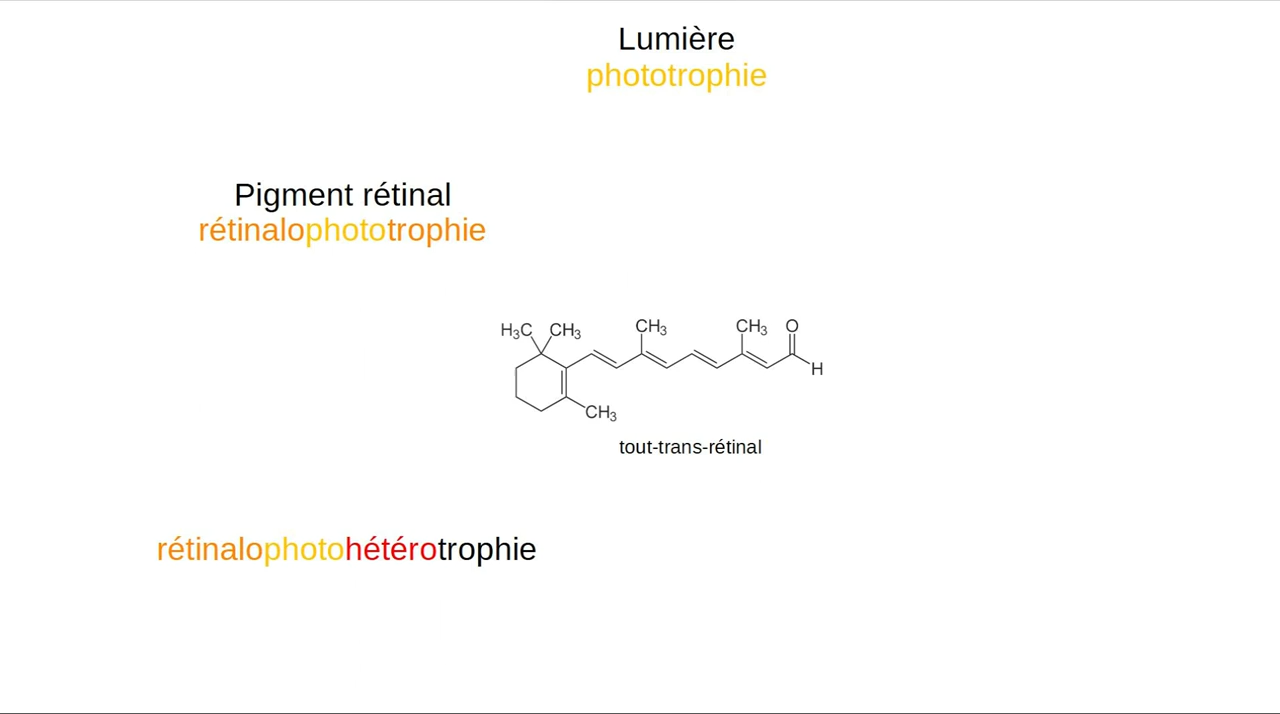 Lumière
phototrophie
Pigment rétinal
rétinalophototrophie
H₃C CH₃ CH₃ CH₃ O
H
CH₃
tout-trans-rétinal
rétinalophotohétérotrophie